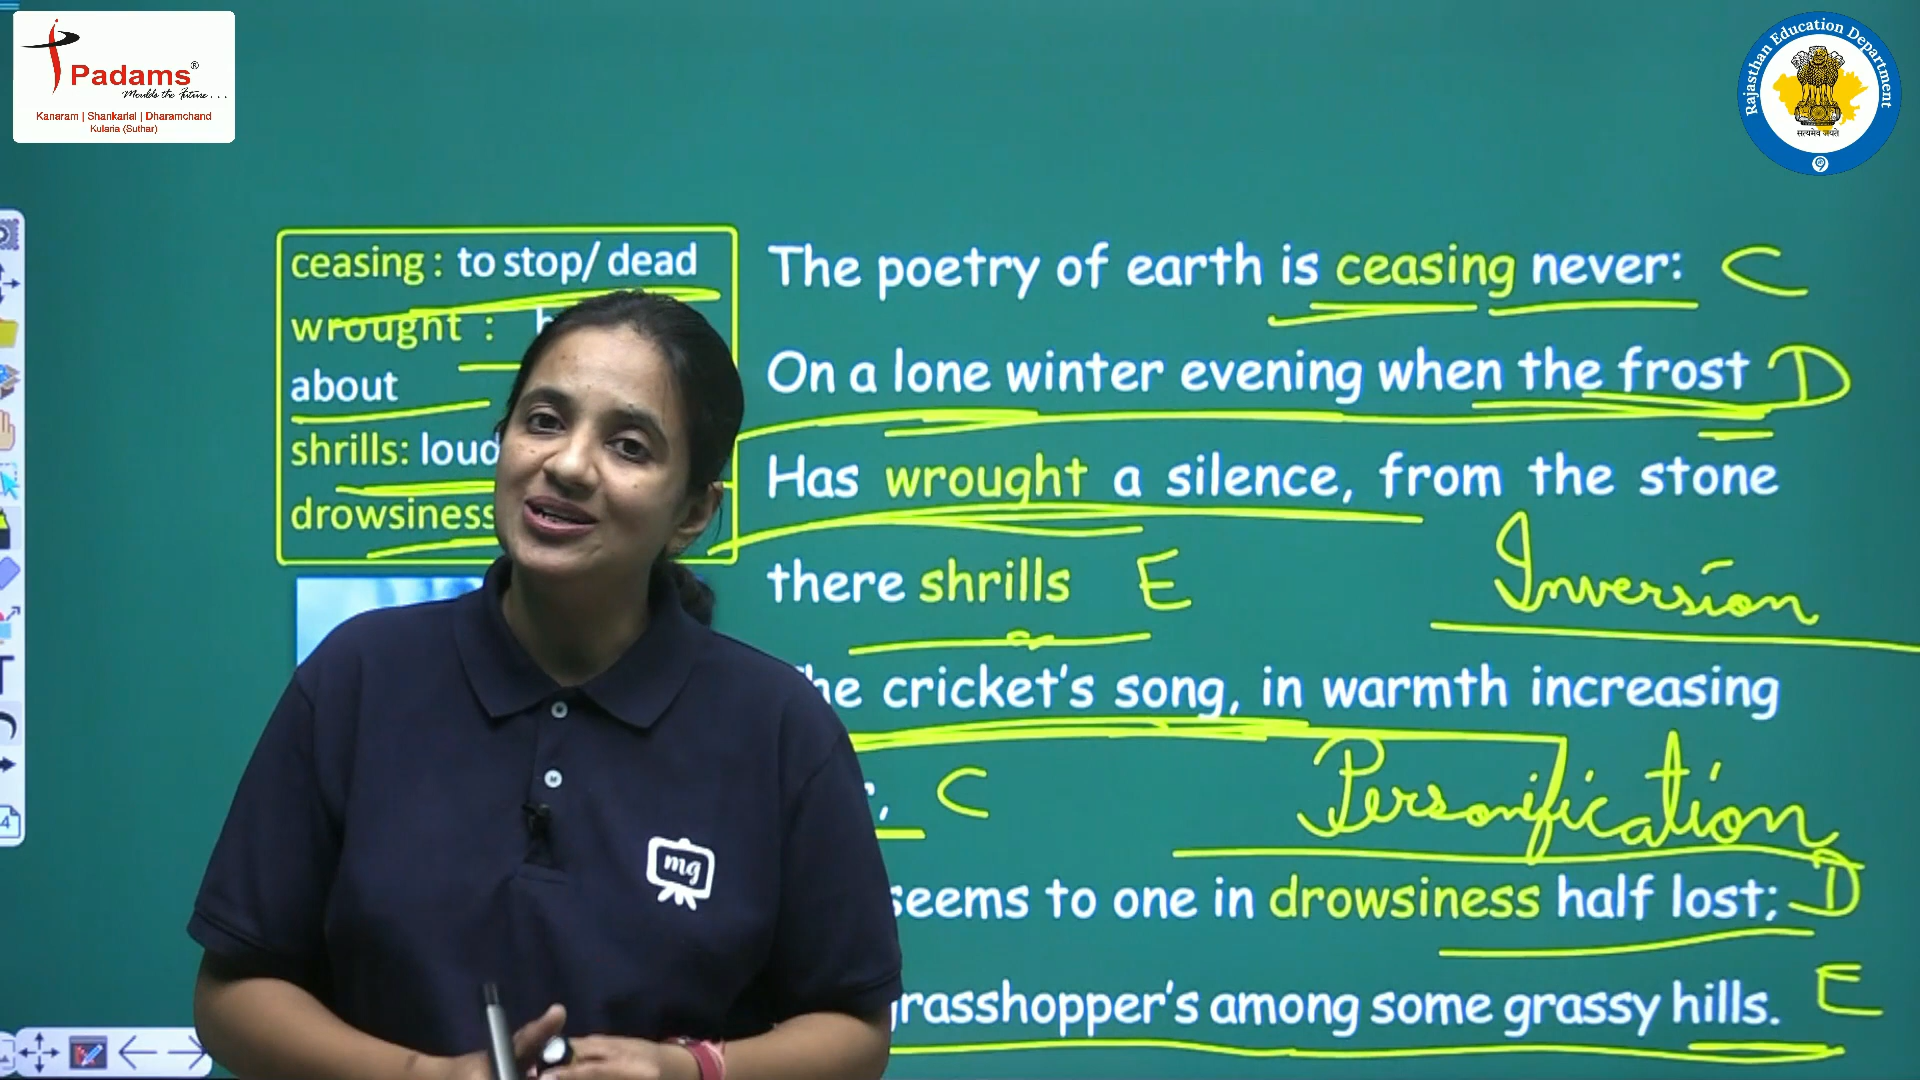 Padams®
Moulds the Future...
Kanaram | Shankarlal | Dharamchand
Kularia (Suthar)
Rajasthan Education Department
सत्यमेव जयते
ceasing : to stop/ dead
wrought :
about
shrills: loud
drowsiness
The poetry of earth is ceasing never: C
On a lone winter evening when the frost D
Has wrought a silence, from the stone
there shrills E
Inversion
cricket's song, in warmth increasing
C
Personification
seems to one in drowsiness half lost; D
grasshopper's among some grassy hills. E
mg